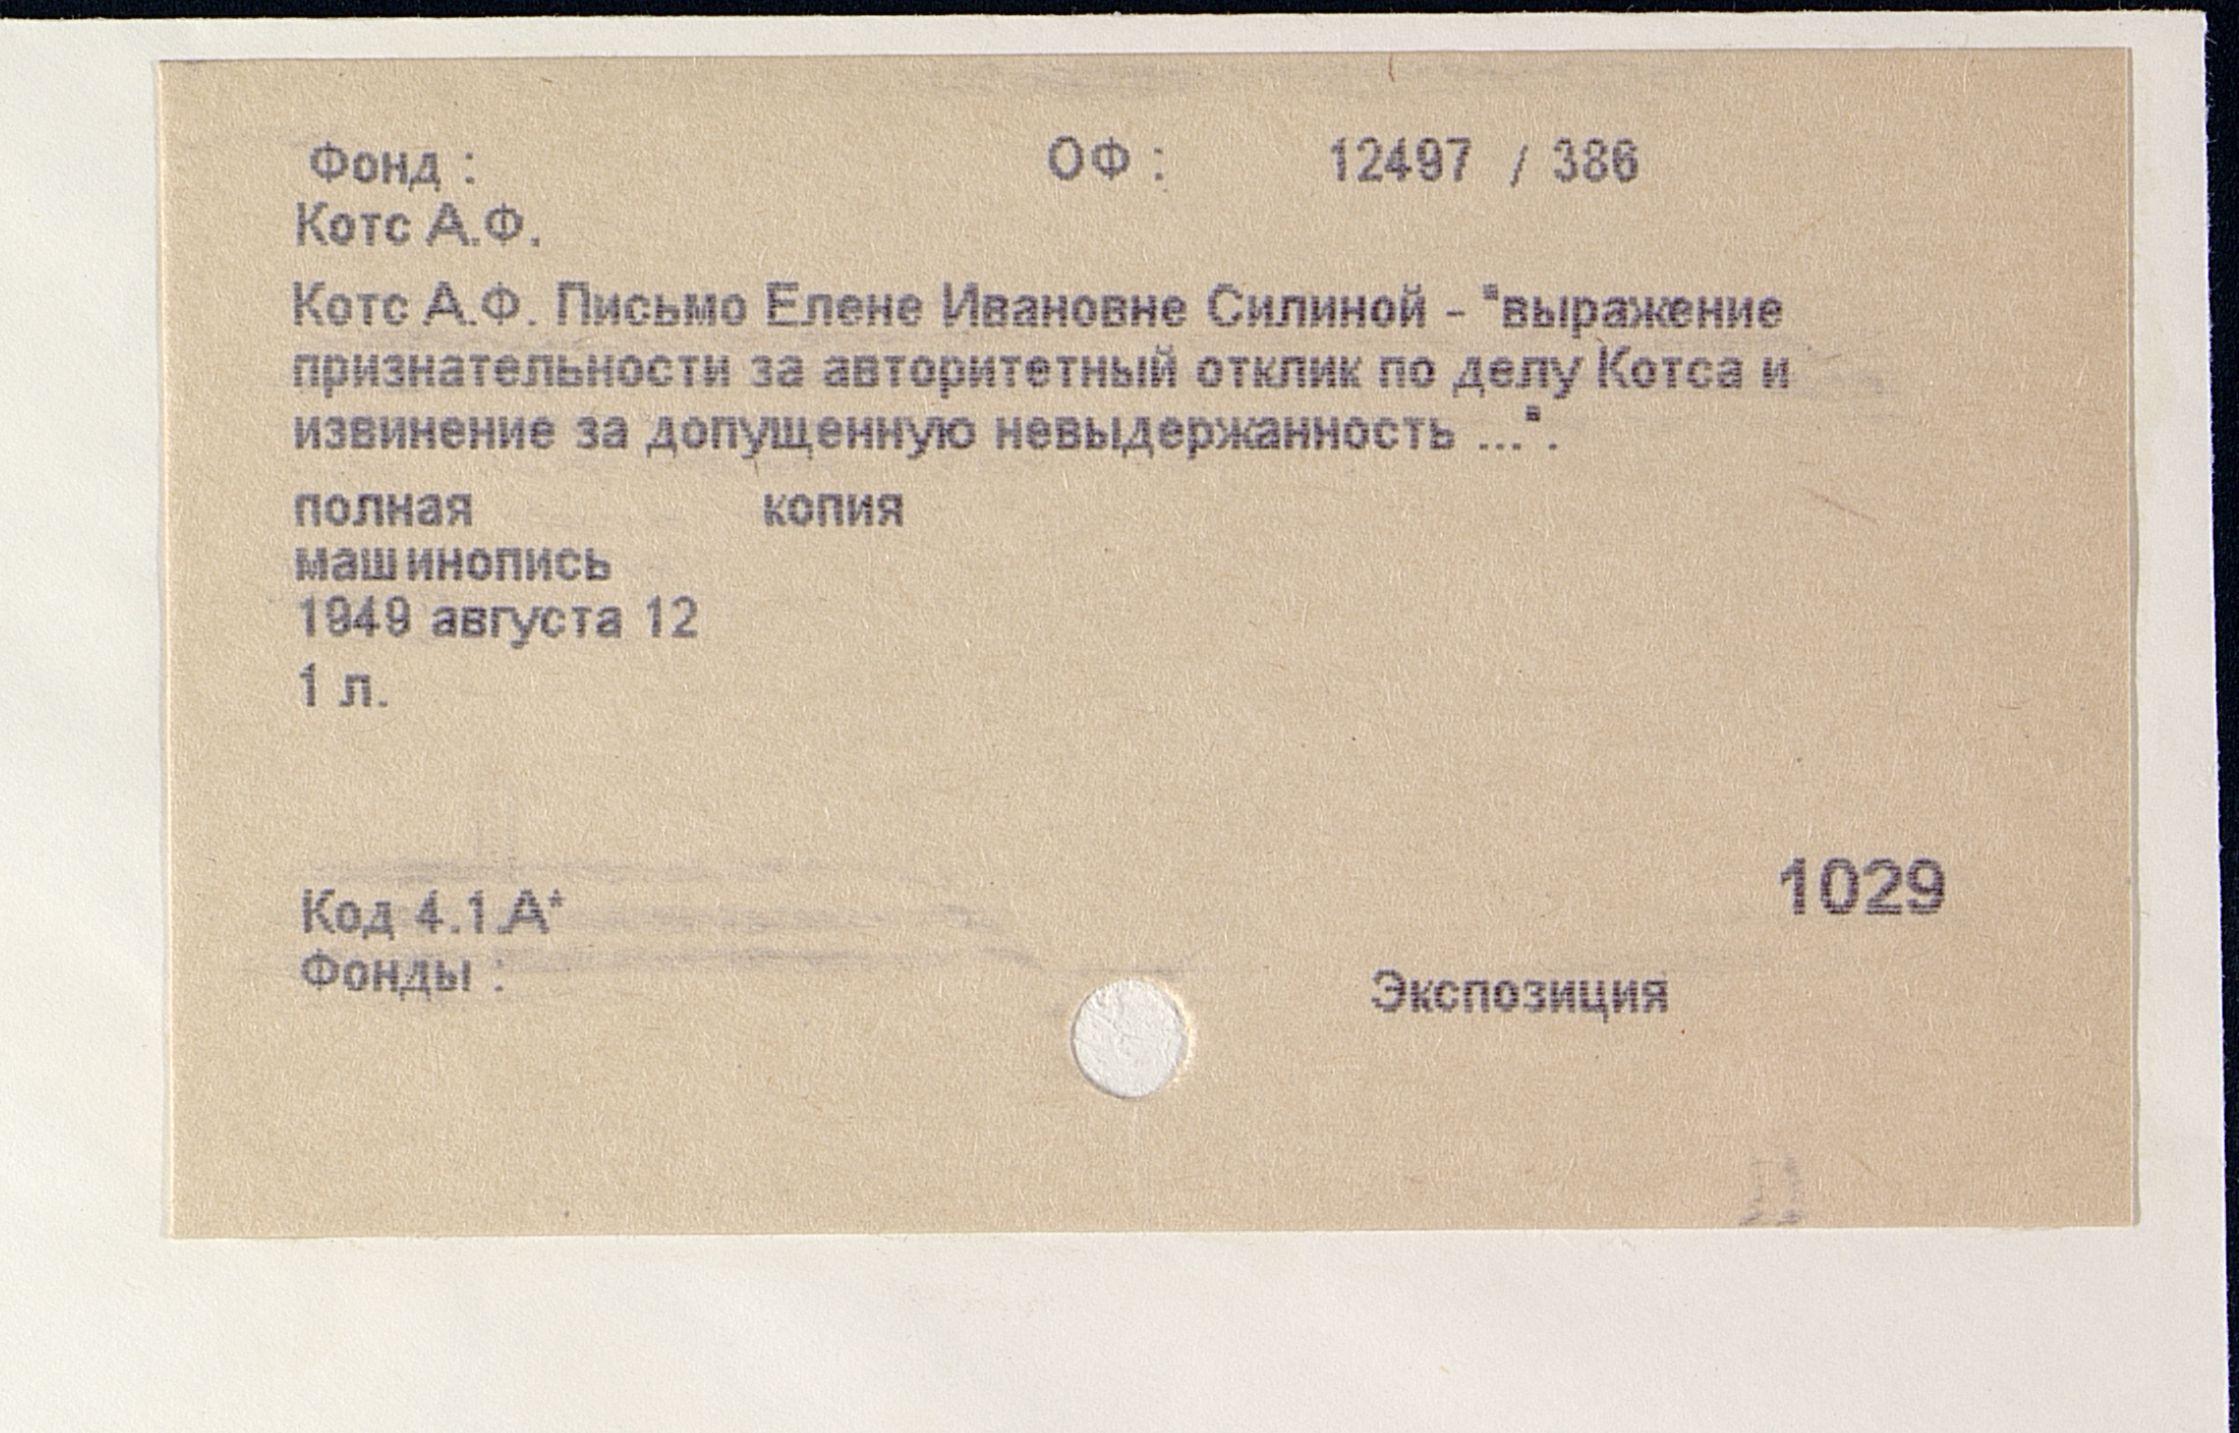 Фонд : ОФ : 12497 / 386
Котс А.Ф.
Котс А.Ф. Письмо Елене Ивановне Силиной - "выражение
признательности за авторитетный отклик по делу Котса и
извинение за допущенную невыдержанность ...".
полная копия
машинопись
1949 августа 12
1 л.
1029
Код 4.1.А*
Фонды :
Экспозиция